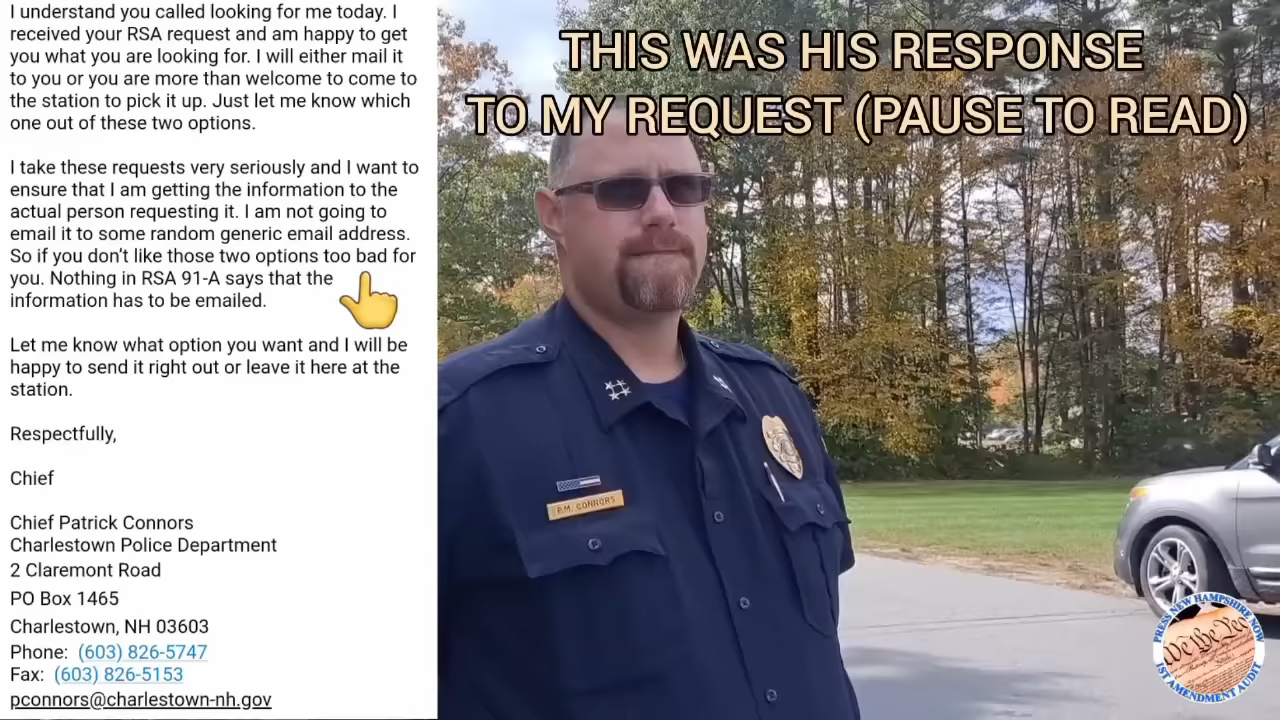 I understand you called looking for me today. I
received your RSA request and am happy to get
you what you are looking for. I will either mail it
to you or you are more than welcome to come to
the station to pick it up. Just let me know which
one out of these two options.
I take these requests very seriously and I want to
ensure that I am getting the information to the
actual person requesting it. I am not going to
email it to some random generic email address.
So if you don't like those two options too bad for
you. Nothing in RSA 91-A says that the
information has to be emailed.
Let me know what option you want and I will be
happy to send it right out or leave it here at the
station.
Respectfully,
Chief
Chief Patrick Connors
Charlestown Police Department
2 Claremont Road
PO Box 1465
Charlestown, NH 03603
Phone: (603) 826-5747
Fax: (603) 826-5153
pconnors@charlestown-nh.gov
THIS WAS HIS RESPONSE
TO MY REQUEST (PAUSE TO READ)
P.M. CONNORS
PRESS NEW HAMPSHIRE NOW
We the Peo
1ST AMENDMENT AUDIT